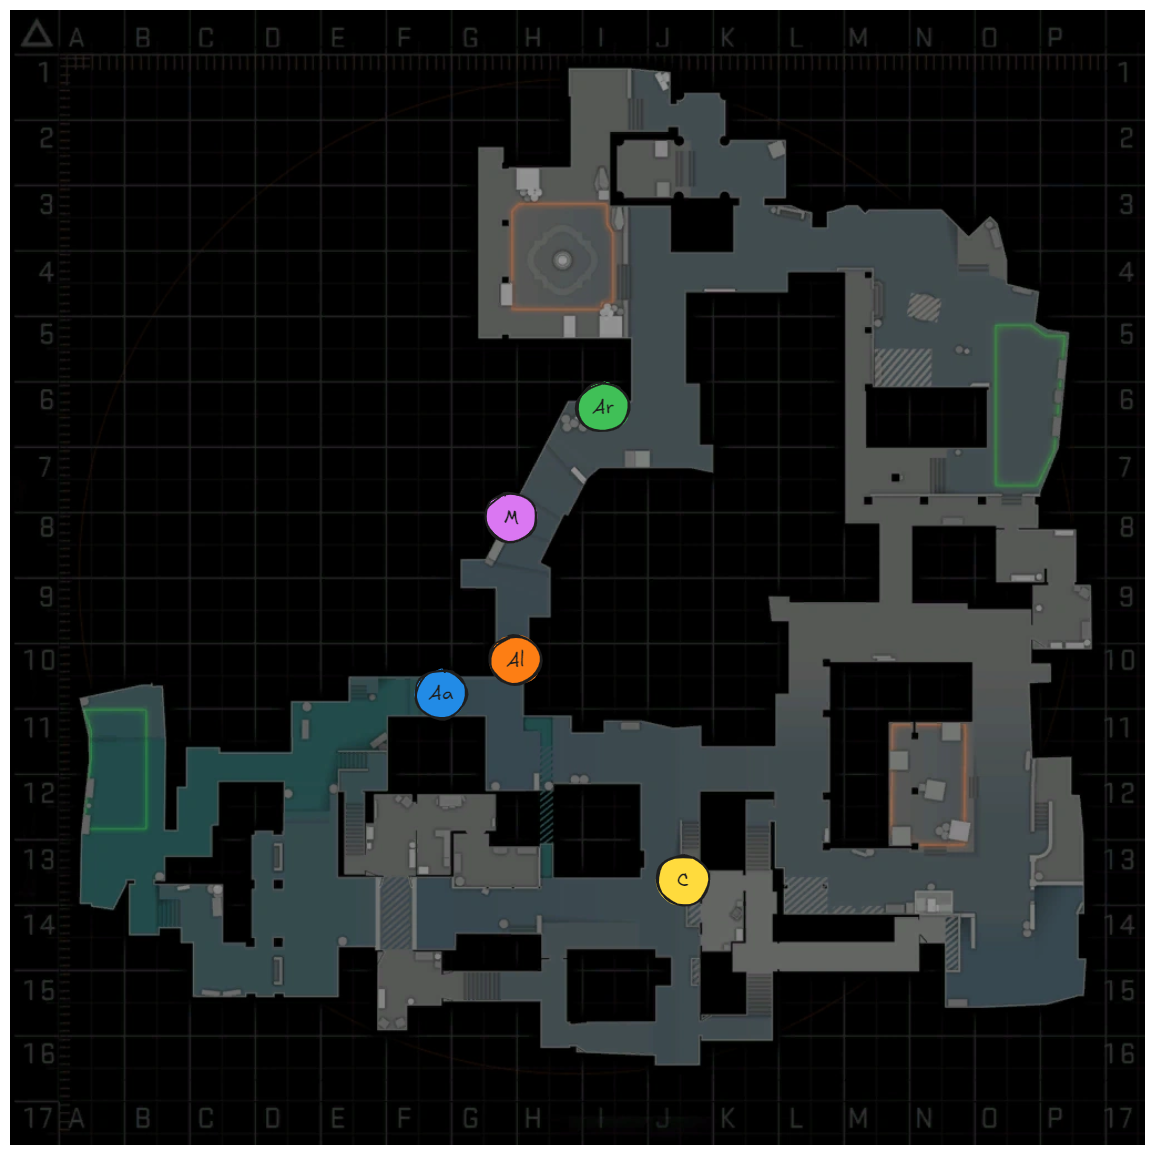 A B C D E F G H I J K L M N O P
1 1
2 2
3 3
4 4
5 5
6 6
Ar
7 7
8 8
M
9 9
10 10
Al
Aa
11 11
12 12
13 13
C
14 14
15 15
16 16
17 A B C D E F G H I J K L M N O P 17